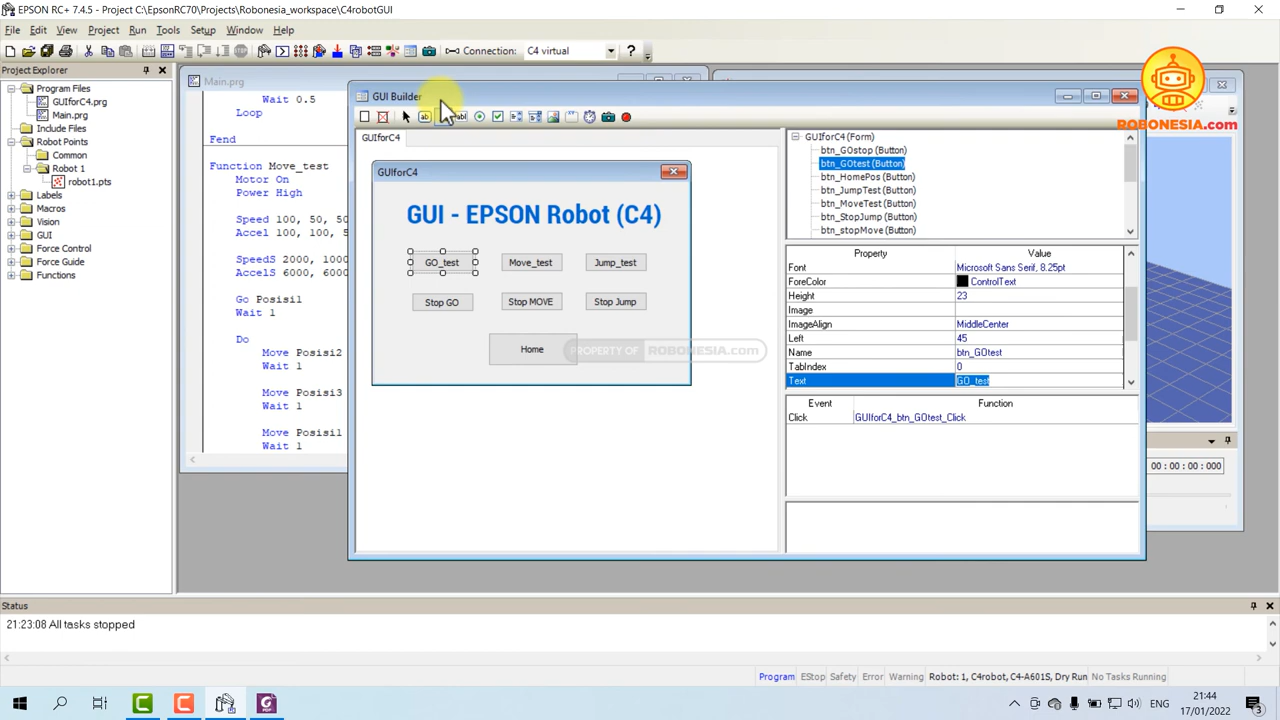 EPSON RC+ 7.4.5 - Project C:\EpsonRC70\Projects\Robonesia_workspace\C4robotGUI
File Edit View Project Run Tools Setup Window Help
Connection: C4 virtual
Project Explorer
Program Files
GUIforC4.prg
Main.prg
Include Files
Robot Points
Common
Robot 1
robot1.pts
Labels
Macros
Vision
GUI
Force Control
Force Guide
Functions
Main.prg
Wait 0.5
Loop
Fend
Function Move_test
Motor On
Power High
Speed 100, 50, 50
Accel 100, 100, 5
SpeedS 2000, 1000
AccelS 6000, 6000
Go Posisi1
Wait 1
Do
Move Posisi2
Wait 1
Move Posisi3
Wait 1
Move Posisi1
Wait 1
GUI Builder
GUIforC4
GUIforC4
GUI - EPSON Robot (C4)
GO_test Move_test Jump_test
Stop GO Stop MOVE Stop Jump
Home
PROPERTY OF ROBONESIA.com
GUIforC4 (Form)
btn_GOstop (Button)
btn_GOtest (Button)
btn_HomePos (Button)
btn_JumpTest (Button)
btn_MoveTest (Button)
btn_StopJump (Button)
btn_stopMove (Button)
Property Value
Font Microsoft Sans Serif, 8.25pt
ForeColor ControlText
Height 23
Image
ImageAlign MiddleCenter
Left 45
Name btn_GOtest
TabIndex 0
Text GO_test
Event Function
Click GUIforC4_btn_GOtest_Click
ROBONESIA.com
00 : 00 : 00 : 000
Status
21:23:08 All tasks stopped
Program EStop Safety Error Warning Robot: 1, C4robot, C4-A601S, Dry Run No Tasks Running
ENG
21:44
17/01/2022
3